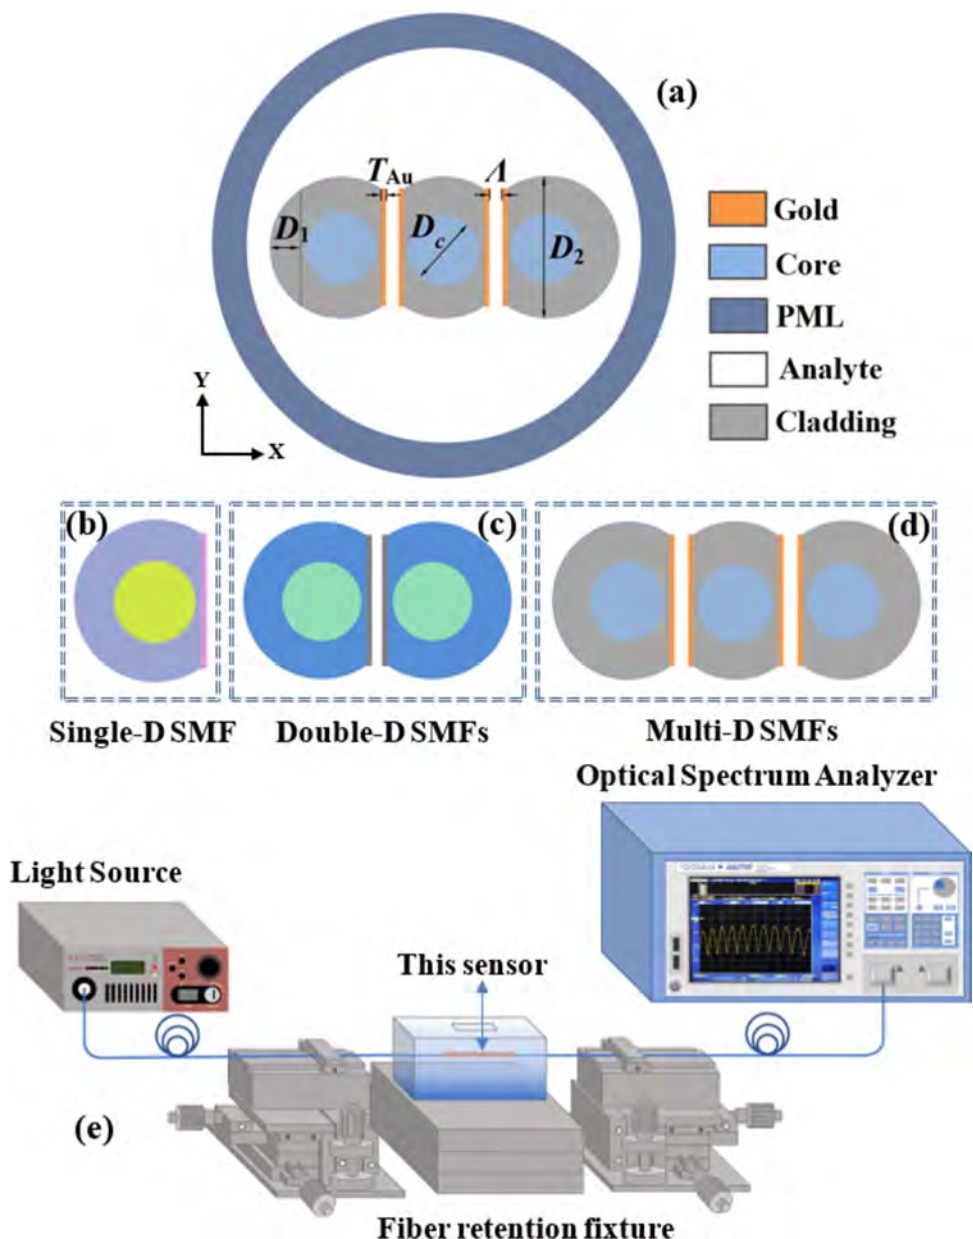 (a)
T_Au
Λ
D_1
D_c
D_2
Gold
Core
PML
Analyte
Cladding
Y
X
(b)
(c)
(d)
Single-D SMF
Double-D SMFs
Multi-D SMFs
Optical Spectrum Analyzer
Light Source
This sensor
(e)
Fiber retention fixture